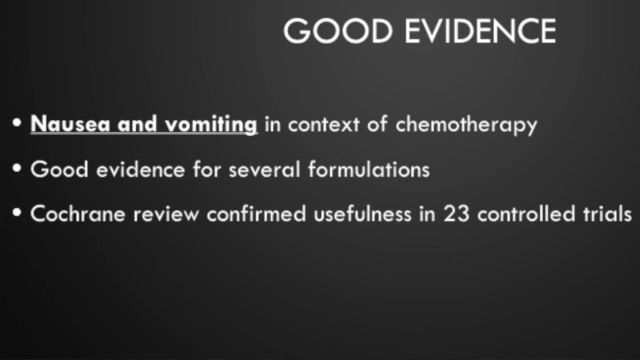 GOOD EVIDENCE
• Nausea and vomiting in context of chemotherapy
• Good evidence for several formulations
• Cochrane review confirmed usefulness in 23 controlled trials